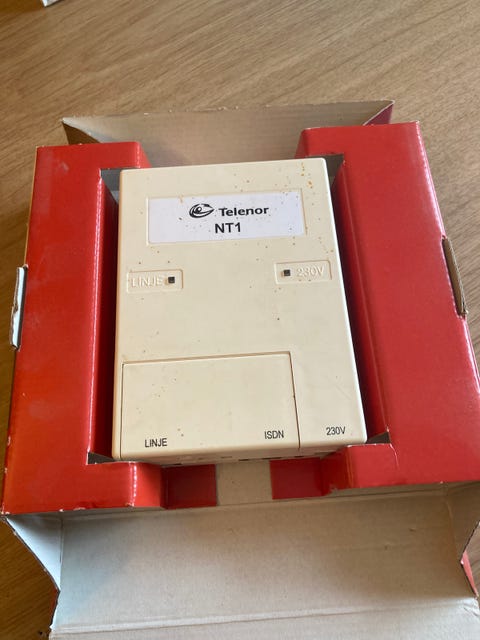 Telenor
NT1
LINJE
230V
LINJE
ISDN
230V